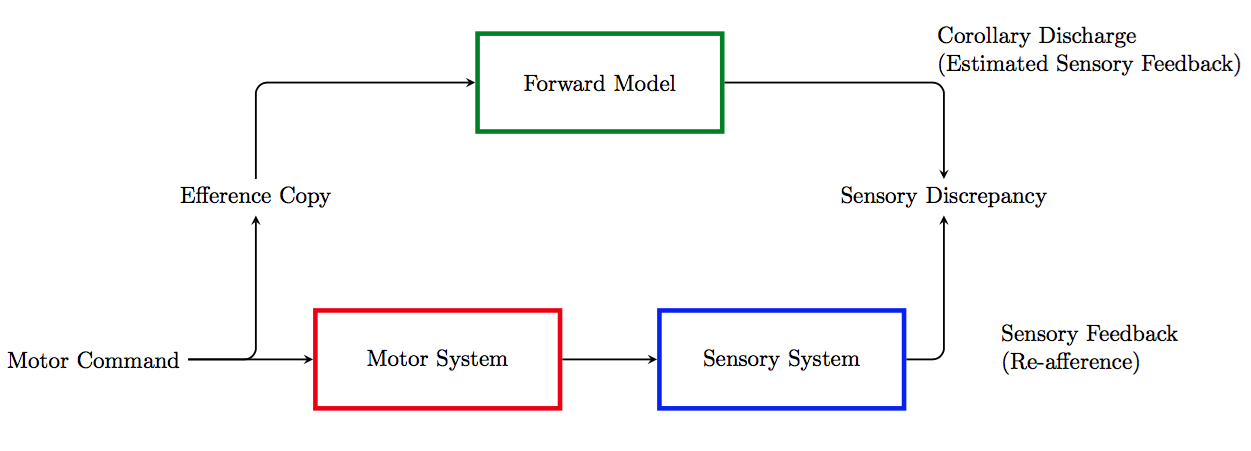 Corollary Discharge
(Estimated Sensory Feedback)
Forward Model
Efference Copy
Sensory Discrepancy
Motor Command
Motor System
Sensory System
Sensory Feedback
(Re-afference)